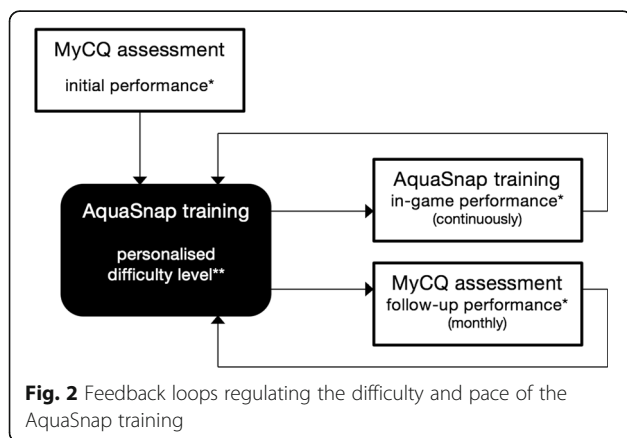 MyCQ assessment
initial performance*
AquaSnap training
personalised
difficulty level**
AquaSnap training
in-game performance*
(continuously)
MyCQ assessment
follow-up performance*
(monthly)
Fig. 2 Feedback loops regulating the difficulty and pace of the
AquaSnap training